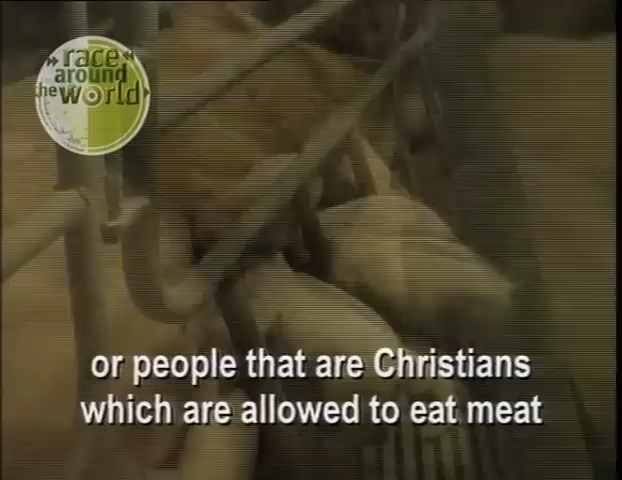 race
around
the world
or people that are Christians
which are allowed to eat meat